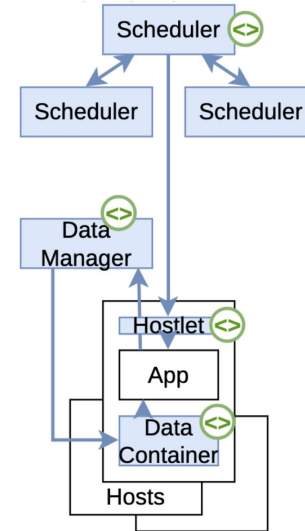 Scheduler
<>
Scheduler
Scheduler
<>
Data
Manager
Hostlet
<>
App
<>
Data
Container
Hosts